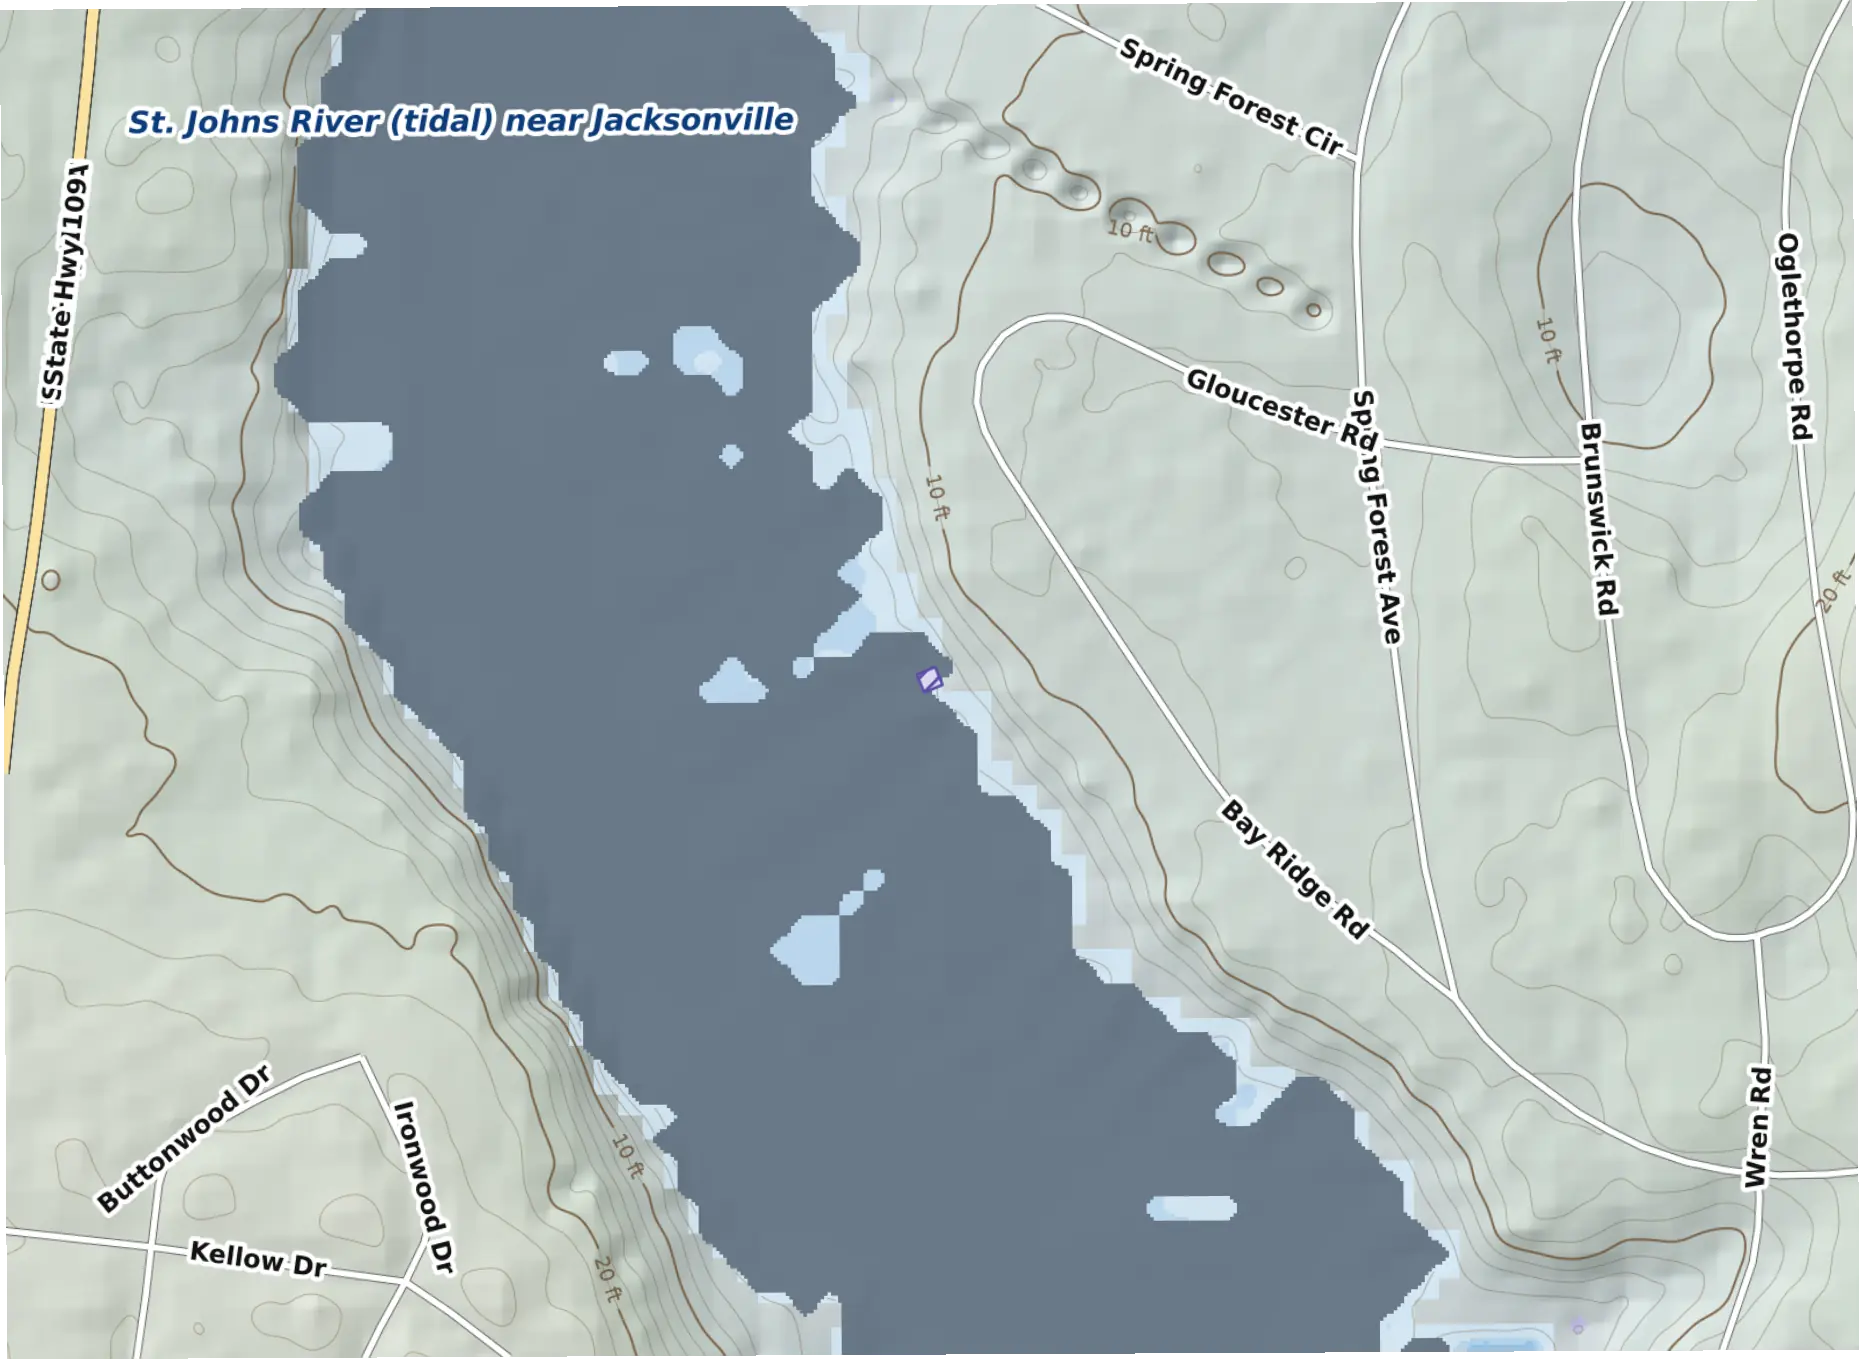 Spring Forest Cir
St. Johns River (tidal) near Jacksonville
State Hwy 109A
10 ft
Oglethorpe Rd
10 ft
Gloucester Rd
Spring Forest Ave
Brunswick Rd
10 ft
20 ft
Bay Ridge Rd
Buttonwood Dr
Ironwood Dr
10 ft
Wren Rd
Kellow Dr
20 ft